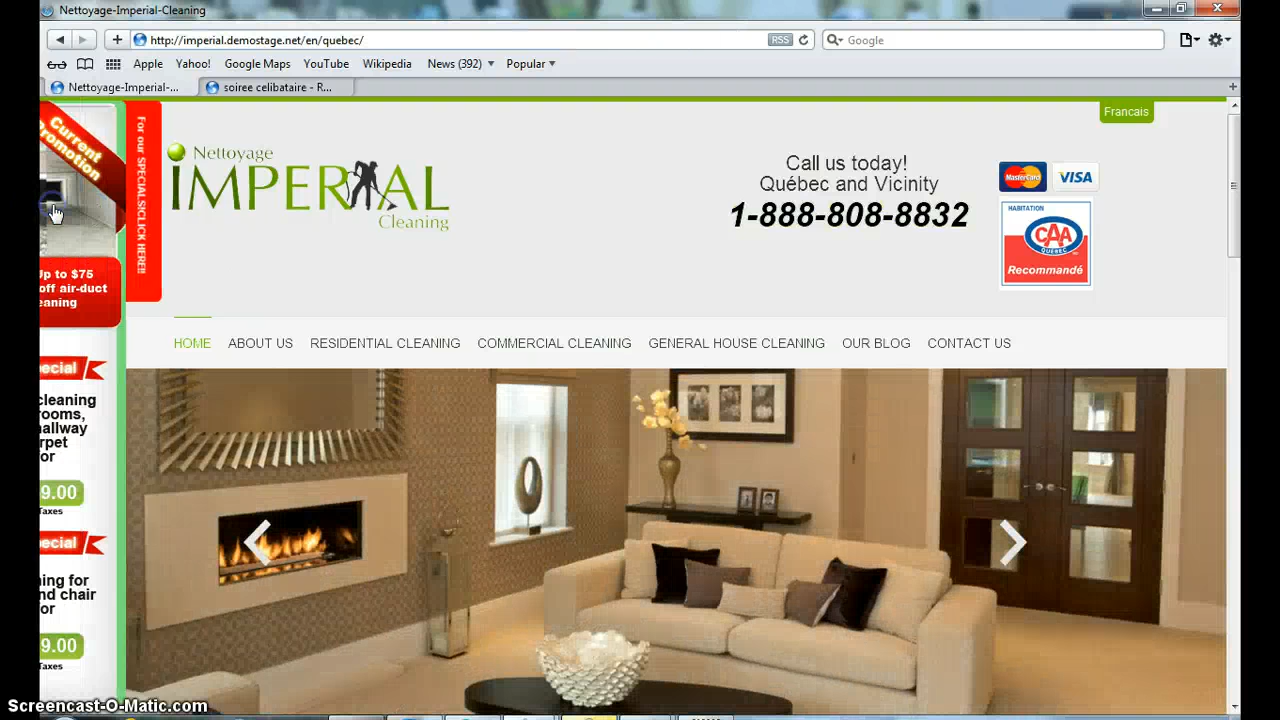 Nettoyage-Imperial-Cleaning
http://imperial.demostage.net/en/quebec/
RSS
Google
Apple
Yahoo!
Google Maps
YouTube
Wikipedia
News (392)
Popular
Nettoyage-Imperial-...
soiree celibataire - R...
Current
Promotion
For our SPECIALS!CLICK HERE!!
Nettoyage
IMPERIAL
Cleaning
Call us today!
Québec and Vicinity
1-888-808-8832
MasterCard
VISA
HABITATION
CAA
QUÉBEC
Recommandé
Francais
Up to $75
off air-duct
eaning
HOME
ABOUT US
RESIDENTIAL CLEANING
COMMERCIAL CLEANING
GENERAL HOUSE CLEANING
OUR BLOG
CONTACT US
ecial
cleaning
rooms,
allway
rpet
or
9.00
Taxes
ecial
ning for
nd chair
or
9.00
Taxes
Screencast-O-Matic.com